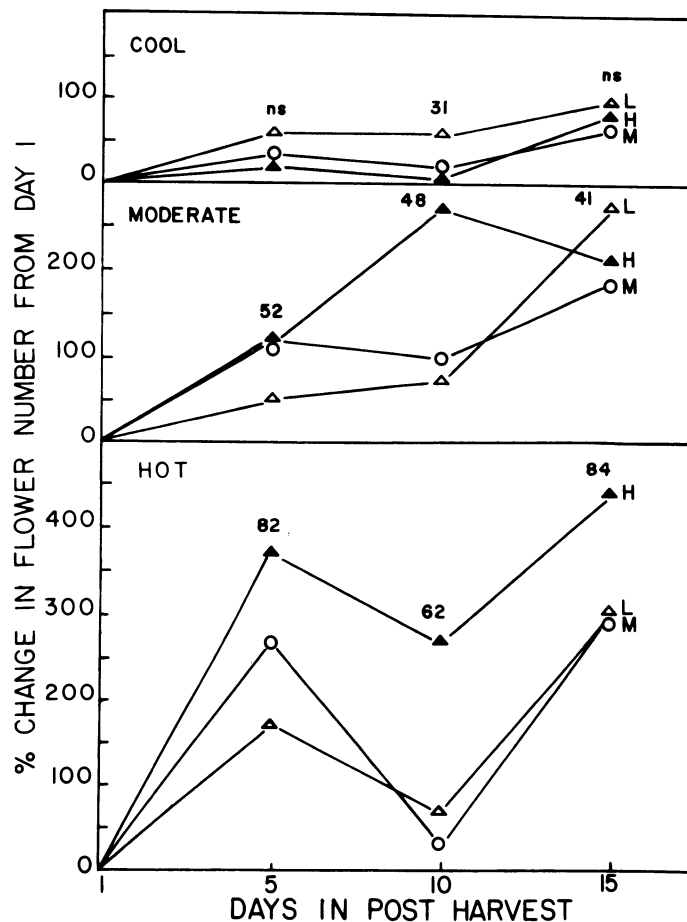 % CHANGE IN FLOWER NUMBER FROM DAY 1
COOL
100
0
ns
31
ns
L
H
M
MODERATE
200
100
0
52
48
41
L
H
M
HOT
400
300
200
100
0
82
62
84
H
L
M
1 5 10 15
DAYS IN POST HARVEST